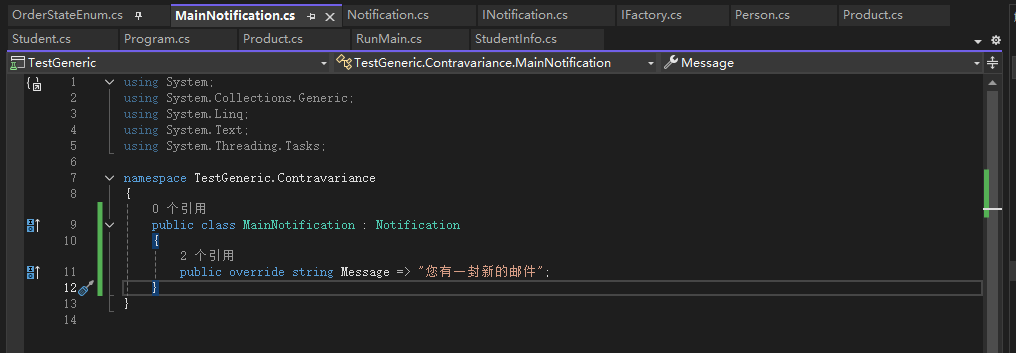 OrderStateEnum.cs MainNotification.cs Notification.cs INotification.cs IFactory.cs Person.cs Product.cs
Student.cs Program.cs Product.cs RunMain.cs StudentInfo.cs
TestGeneric TestGeneric.Contravariance.MainNotification Message
1 using System;
2 using System.Collections.Generic;
3 using System.Linq;
4 using System.Text;
5 using System.Threading.Tasks;
6
7 namespace TestGeneric.Contravariance
8 {
0 个引用
9 public class MainNotification : Notification
10 {
2 个引用
11 public override string Message => "您有一封新的邮件";
12 }
13 }
14